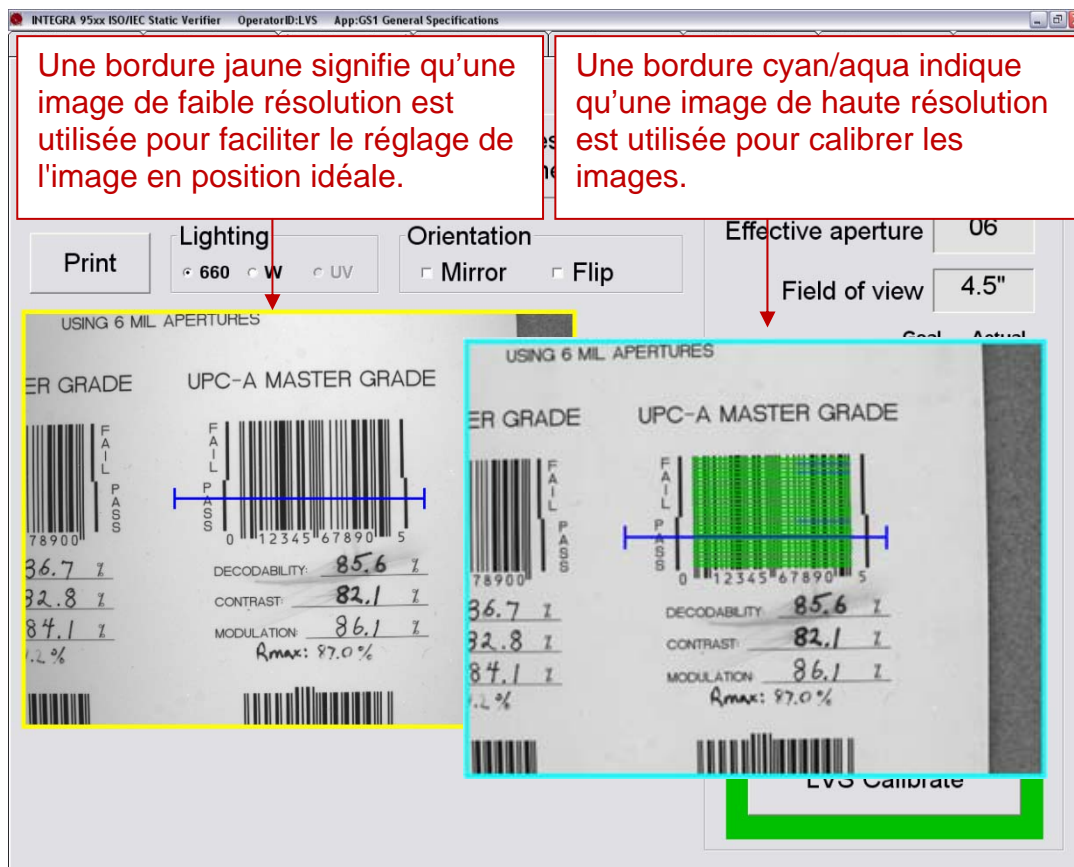 INTEGRA 95xx ISO/IEC Static Verifier OperatorID:LVS App:GS1 General Specifications
Une bordure jaune signifie qu'une
image de faible résolution est
utilisée pour faciliter le réglage de
l'image en position idéale.
Une bordure cyan/aqua indique
qu'une image de haute résolution
est utilisée pour calibrer les
images.
Print
Lighting
660 W UV
Orientation
Mirror Flip
Effective aperture 06
Field of view 4.5"
Goal Actual
USING 6 MIL APERTURES
ER GRADE UPC-A MASTER GRADE
FAIL
PASS
FAIL
PASS
78900
0 12345 67890 5
36.7 %
32.8 %
84.1 %
.2%
DECODABILITY: 85.6 %
CONTRAST: 82.1 %
MODULATION: 86.1 %
Rmax: 87.0%
USING 6 MIL APERTURES
ER GRADE UPC-A MASTER GRADE
FAIL
PASS
FAIL
PASS
78900
0 12345 67890 5
36.7 %
32.8 %
84.1 %
.2%
DECODABILITY: 85.6 %
CONTRAST: 82.1 %
MODULATION: 86.1 %
Rmax: 87.0%
LVS Calibrate